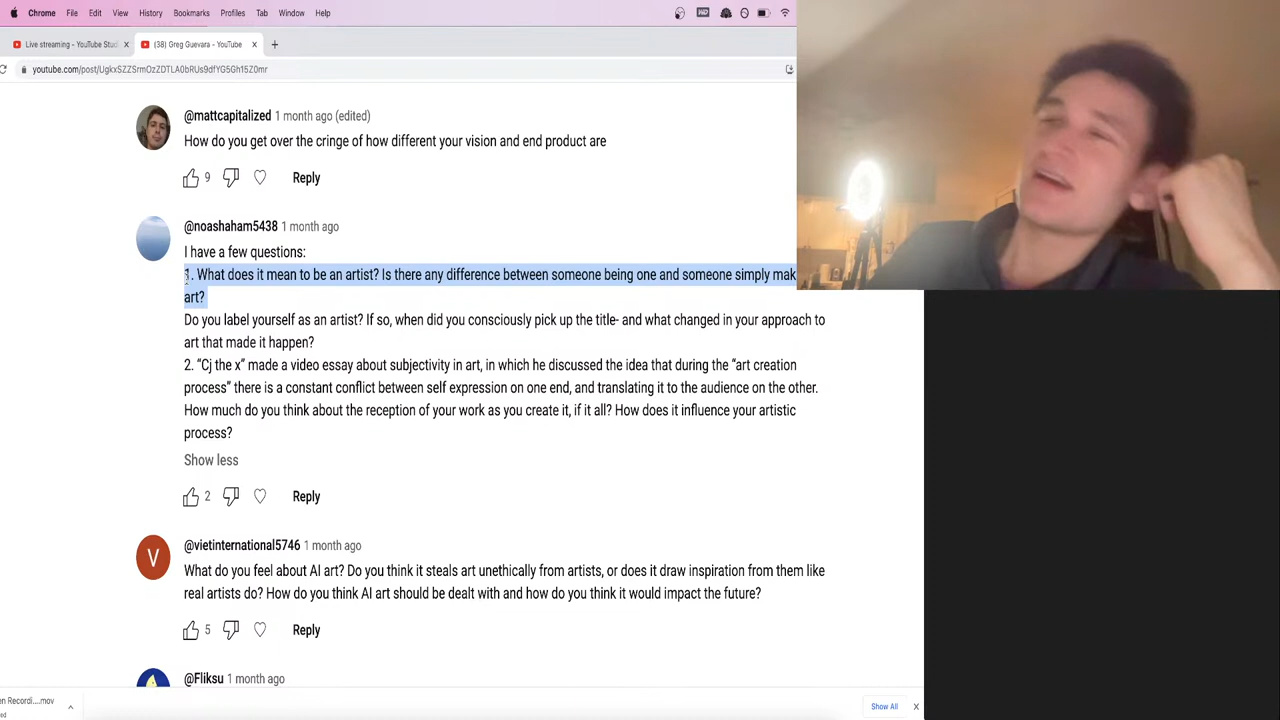 Chrome File Edit View History Bookmarks Profiles Tab Window Help
Live streaming - YouTube Stud
(38) Greg Guevara - YouTube
@mattcapitalized 1 month ago (edited)
How do you get over the cringe of how different your vision and end product are
9 Reply
@noashaham5438 1 month ago
I have a few questions:
1. What does it mean to be an artist? Is there any difference between someone being one and someone simply mak
art?
Do you label yourself as an artist? If so, when did you consciously pick up the title- and what changed in your approach to
art that made it happen?
2. “Cj the x” made a video essay about subjectivity in art, in which he discussed the idea that during the “art creation
process” there is a constant conflict between self expression on one end, and translating it to the audience on the other.
How much do you think about the reception of your work as you create it, if it all? How does it influence your artistic
process?
Show less
2 Reply
V
@vietinternational5746 1 month ago
What do you feel about AI art? Do you think it steals art unethically from artists, or does it draw inspiration from them like
real artists do? How do you think AI art should be dealt with and how do you think it would impact the future?
5 Reply
@Fliksu 1 month ago
en Recordi....mov
Show All